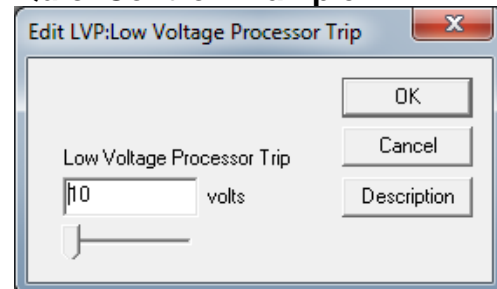 Edit LVP:Low Voltage Processor Trip
OK
Cancel
Low Voltage Processor Trip
10 volts
Description